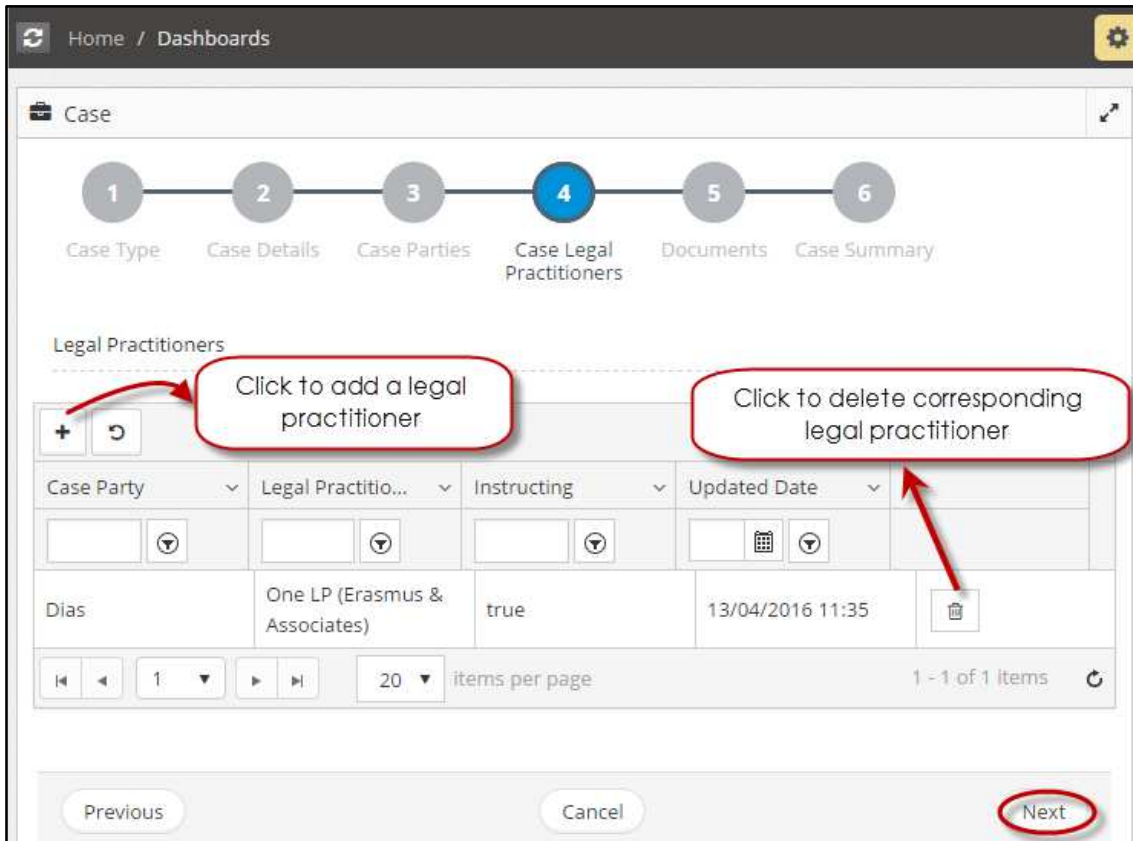 Home / Dashboards
Case
1 2 3 4 5 6
Case Type Case Details Case Parties Case Legal Practitioners Documents Case Summary
Legal Practitioners
Click to add a legal
practitioner
Click to delete corresponding
legal practitioner
Case Party Legal Practitio... Instructing Updated Date
Dias One LP (Erasmus & Associates) true 13/04/2016 11:35
1 20 items per page 1 - 1 of 1 items
Previous Cancel Next